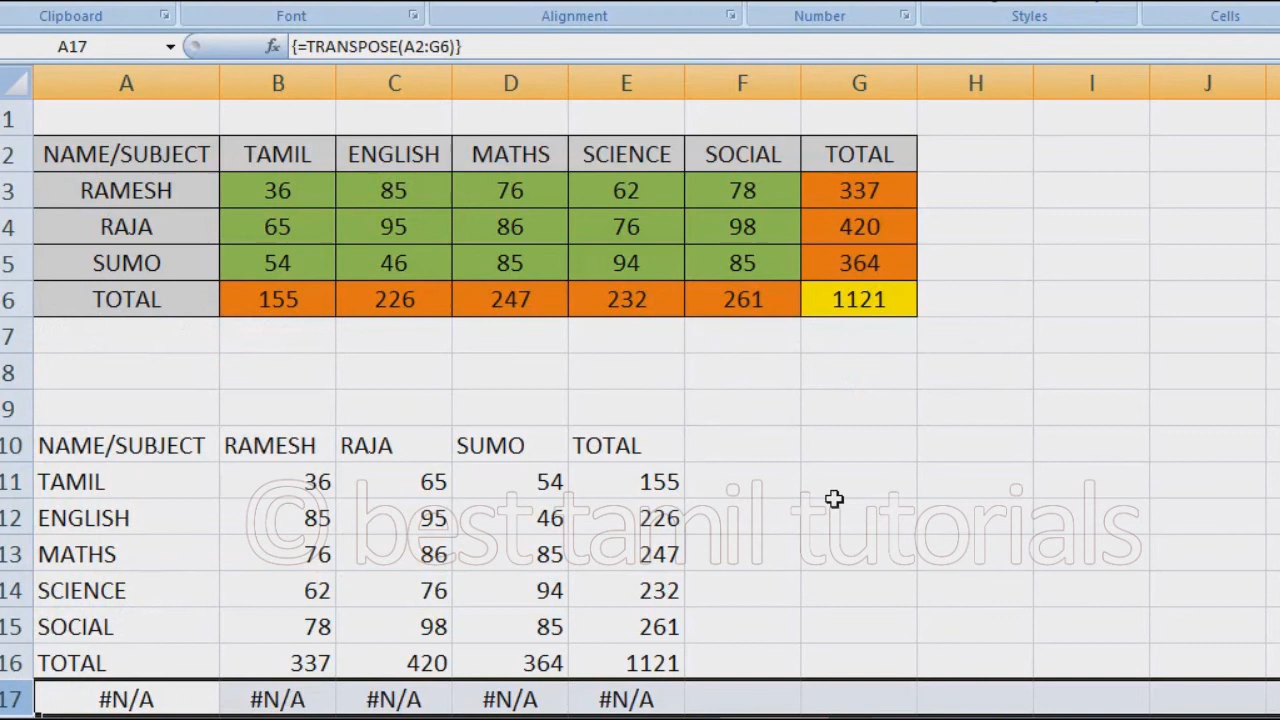 Clipboard Font Alignment Number Styles Cells
A17 fx {=TRANSPOSE(A2:G6)}
A B C D E F G H I J
1
2 NAME/SUBJECT TAMIL ENGLISH MATHS SCIENCE SOCIAL TOTAL
3 RAMESH 36 85 76 62 78 337
4 RAJA 65 95 86 76 98 420
5 SUMO 54 46 85 94 85 364
6 TOTAL 155 226 247 232 261 1121
7
8
9
10 NAME/SUBJECT RAMESH RAJA SUMO TOTAL
11 TAMIL 36 65 54 155
12 ENGLISH 85 95 46 226
13 MATHS 76 86 85 247
14 SCIENCE 62 76 94 232
15 SOCIAL 78 98 85 261
16 TOTAL 337 420 364 1121
17 #N/A #N/A #N/A #N/A #N/A
© best tamil tutorials